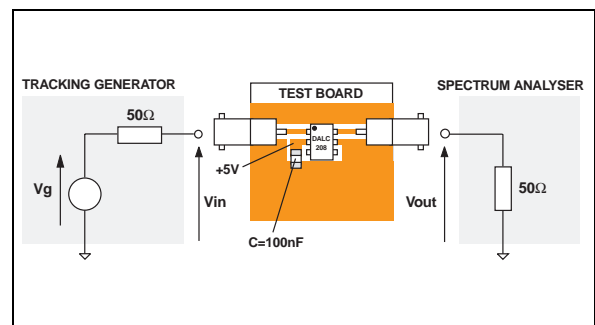 TRACKING GENERATOR
TEST BOARD
SPECTRUM ANALYSER
50Ω
DALC
208
+5V
Vg
Vin
Vout
50Ω
C=100nF